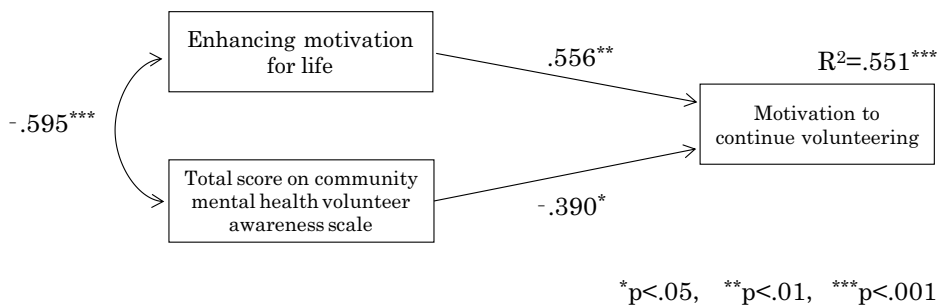 Enhancing motivation
for life
.556**
R²=.551***
Motivation to
continue volunteering
-.595***
Total score on community
mental health volunteer
awareness scale
-.390*
*p<.05, **p<.01, ***p<.001